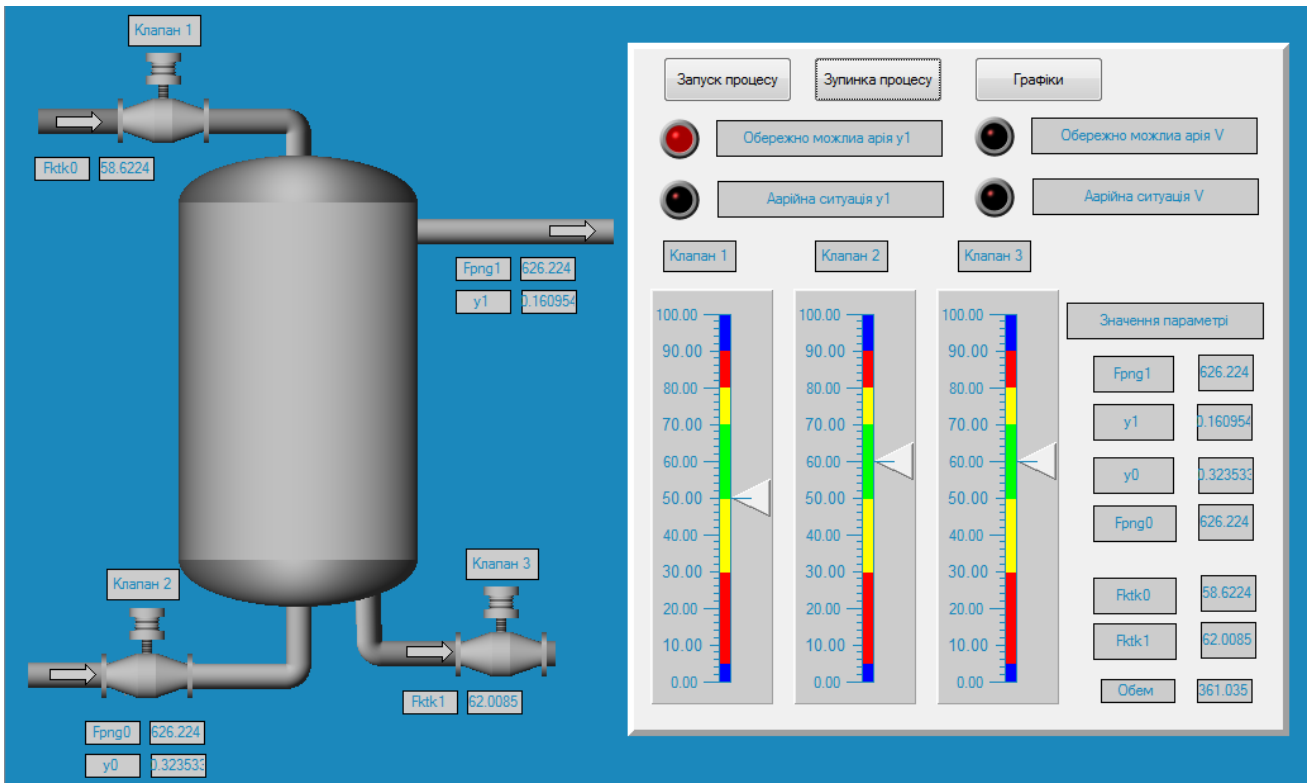 Клапан 1
Fktk0 58.6224
Fpng1 626.224
y1 0.160954
Клапан 2
Клапан 3
Fktk1 62.0085
Fpng0 626.224
y0 0.323533
Запуск процесу Зупинка процесу Графіки
Обережно можлиа арія y1 Обережно можлиа арія V
Аарійна ситуація y1 Аарійна ситуація V
Клапан 1 Клапан 2 Клапан 3
100.00 100.00 100.00
90.00 90.00 90.00
80.00 80.00 80.00
70.00 70.00 70.00
60.00 60.00 60.00
50.00 50.00 50.00
40.00 40.00 40.00
30.00 30.00 30.00
20.00 20.00 20.00
10.00 10.00 10.00
0.00 0.00 0.00
Значення параметрі
Fpng1 626.224
y1 0.160954
y0 0.323533
Fpng0 626.224
Fktk0 58.6224
Fktk1 62.0085
Обем 361.035